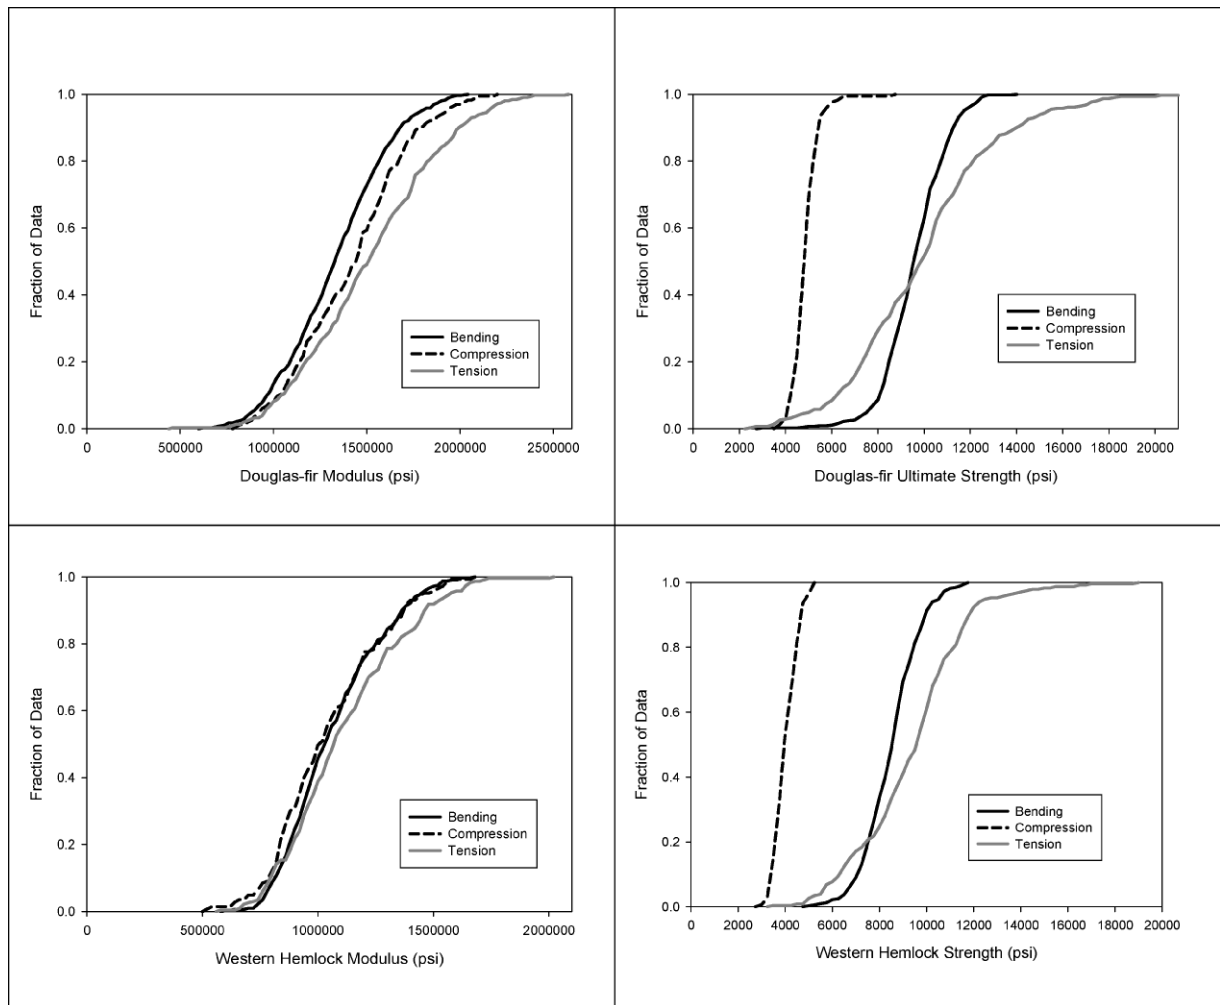 1.0
0.8
0.6
0.4
0.2
0.0
Fraction of Data
Bending
Compression
Tension
0 500000 1000000 1500000 2000000 2500000
Douglas-fir Modulus (psi)
1.0
0.8
0.6
0.4
0.2
0.0
Fraction of Data
Bending
Compression
Tension
0 2000 4000 6000 8000 10000 12000 14000 16000 18000 20000
Douglas-fir Ultimate Strength (psi)
1.0
0.8
0.6
0.4
0.2
0.0
Fraction of Data
Bending
Compression
Tension
0 500000 1000000 1500000 2000000
Western Hemlock Modulus (psi)
1.0
0.8
0.6
0.4
0.2
0.0
Fraction of Data
Bending
Compression
Tension
0 2000 4000 6000 8000 10000 12000 14000 16000 18000 20000
Western Hemlock Strength (psi)